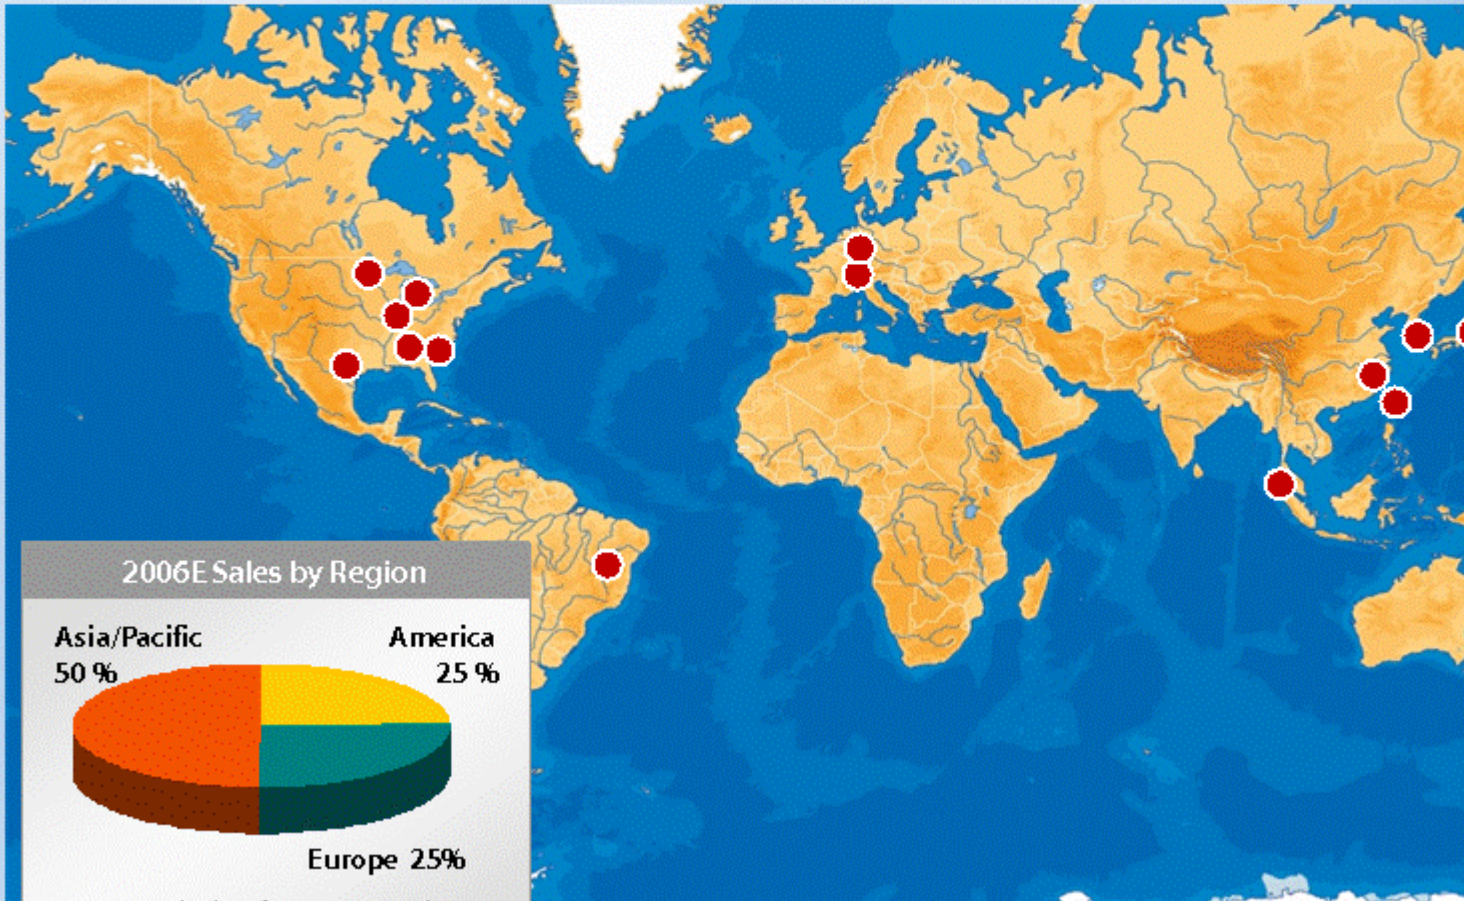 2006E Sales by Region
Asia/Pacific
50 %
America
25 %
Europe 25%